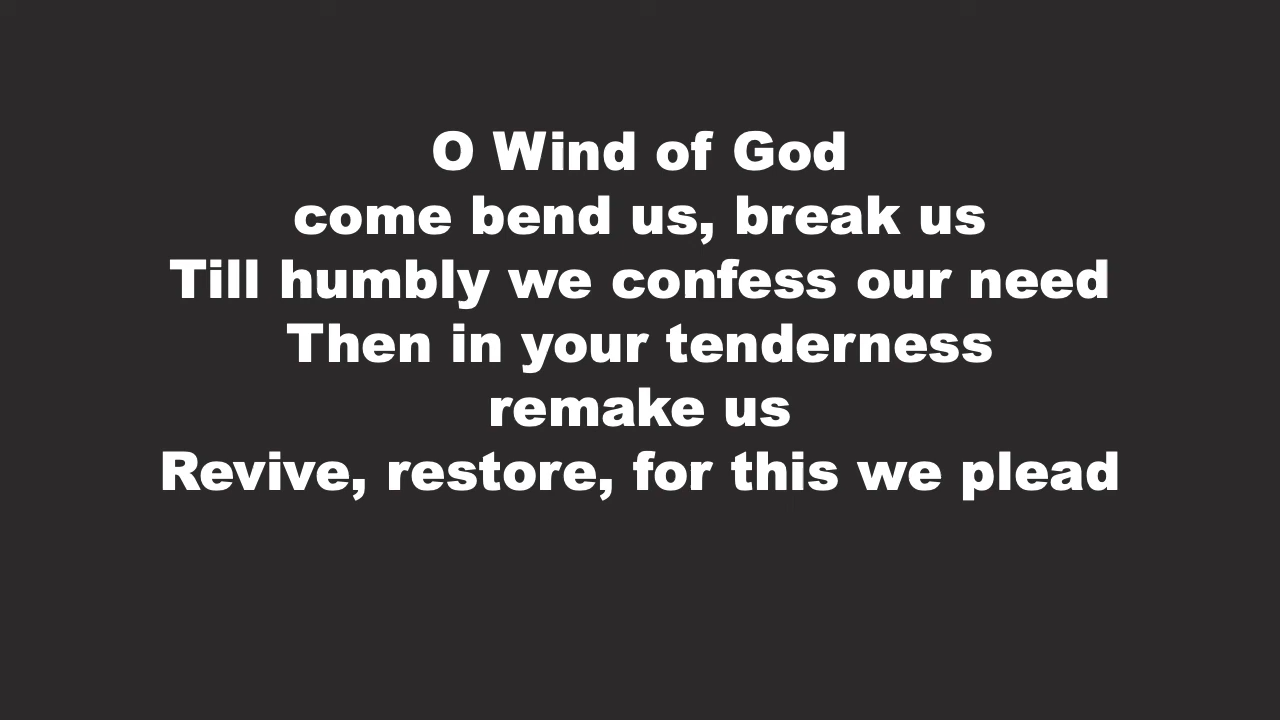 O Wind of God
come bend us, break us
Till humbly we confess our need
Then in your tenderness
remake us
Revive, restore, for this we plead